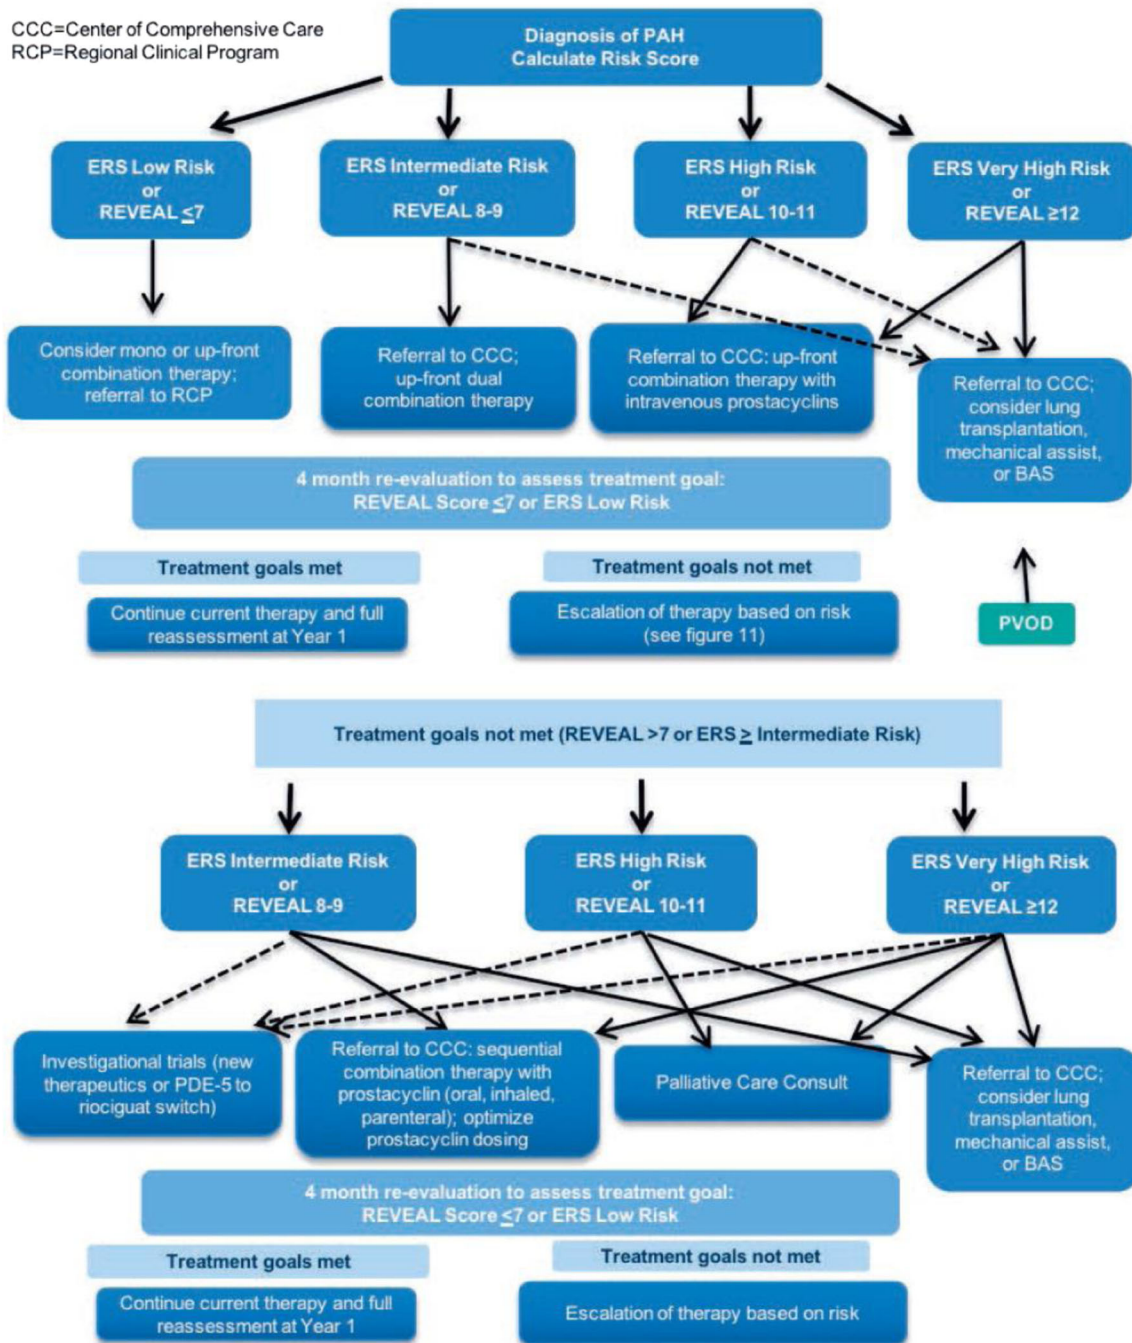 CCC=Center of Comprehensive Care
RCP=Regional Clinical Program
Diagnosis of PAH
Calculate Risk Score
ERS Low Risk
or
REVEAL ≤7
ERS Intermediate Risk
or
REVEAL 8-9
ERS High Risk
or
REVEAL 10-11
ERS Very High Risk
or
REVEAL ≥12
Consider mono or up-front
combination therapy;
referral to RCP
Referral to CCC;
up-front dual
combination therapy
Referral to CCC: up-front
combination therapy with
intravenous prostacyclins
Referral to CCC;
consider lung
transplantation,
mechanical assist,
or BAS
4 month re-evaluation to assess treatment goal:
REVEAL Score ≤7 or ERS Low Risk
Treatment goals met
Treatment goals not met
Continue current therapy and full
reassessment at Year 1
Escalation of therapy based on risk
(see figure 11)
PVOD
Treatment goals not met (REVEAL >7 or ERS ≥ Intermediate Risk)
ERS Intermediate Risk
or
REVEAL 8-9
ERS High Risk
or
REVEAL 10-11
ERS Very High Risk
or
REVEAL ≥12
Investigational trials (new
therapeutics or PDE-5 to
riociguat switch)
Referral to CCC: sequential
combination therapy with
prostacyclin (oral, inhaled,
parenteral); optimize
prostacyclin dosing
Palliative Care Consult
Referral to CCC;
consider lung
transplantation,
mechanical assist,
or BAS
4 month re-evaluation to assess treatment goal:
REVEAL Score ≤7 or ERS Low Risk
Treatment goals met
Treatment goals not met
Continue current therapy and full
reassessment at Year 1
Escalation of therapy based on risk